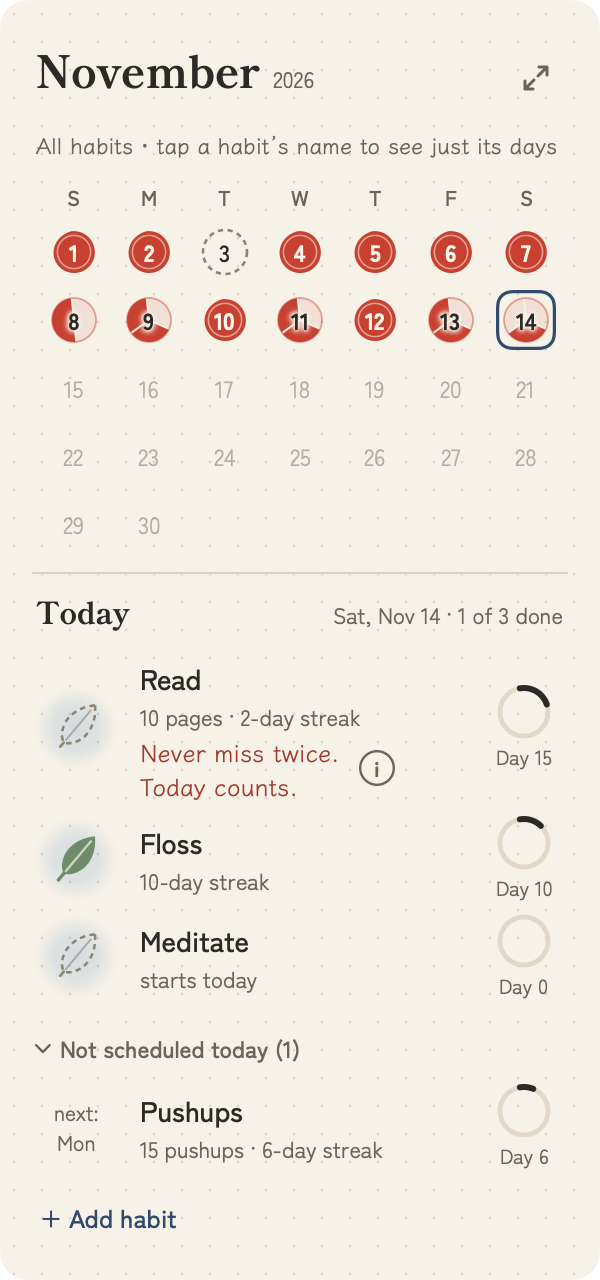 November 2026
All habits · tap a habit's name to see just its days
S M T W T F S
1 2 3 4 5 6 7
8 9 10 11 12 13 14
15 16 17 18 19 20 21
22 23 24 25 26 27 28
29 30
Today
Sat, Nov 14 · 1 of 3 done
Read
10 pages · 2-day streak
Never miss twice.
Today counts.
i
Day 15
Floss
10-day streak
Day 10
Meditate
starts today
Day 0
Not scheduled today (1)
next:
Mon
Pushups
15 pushups · 6-day streak
Day 6
+ Add habit